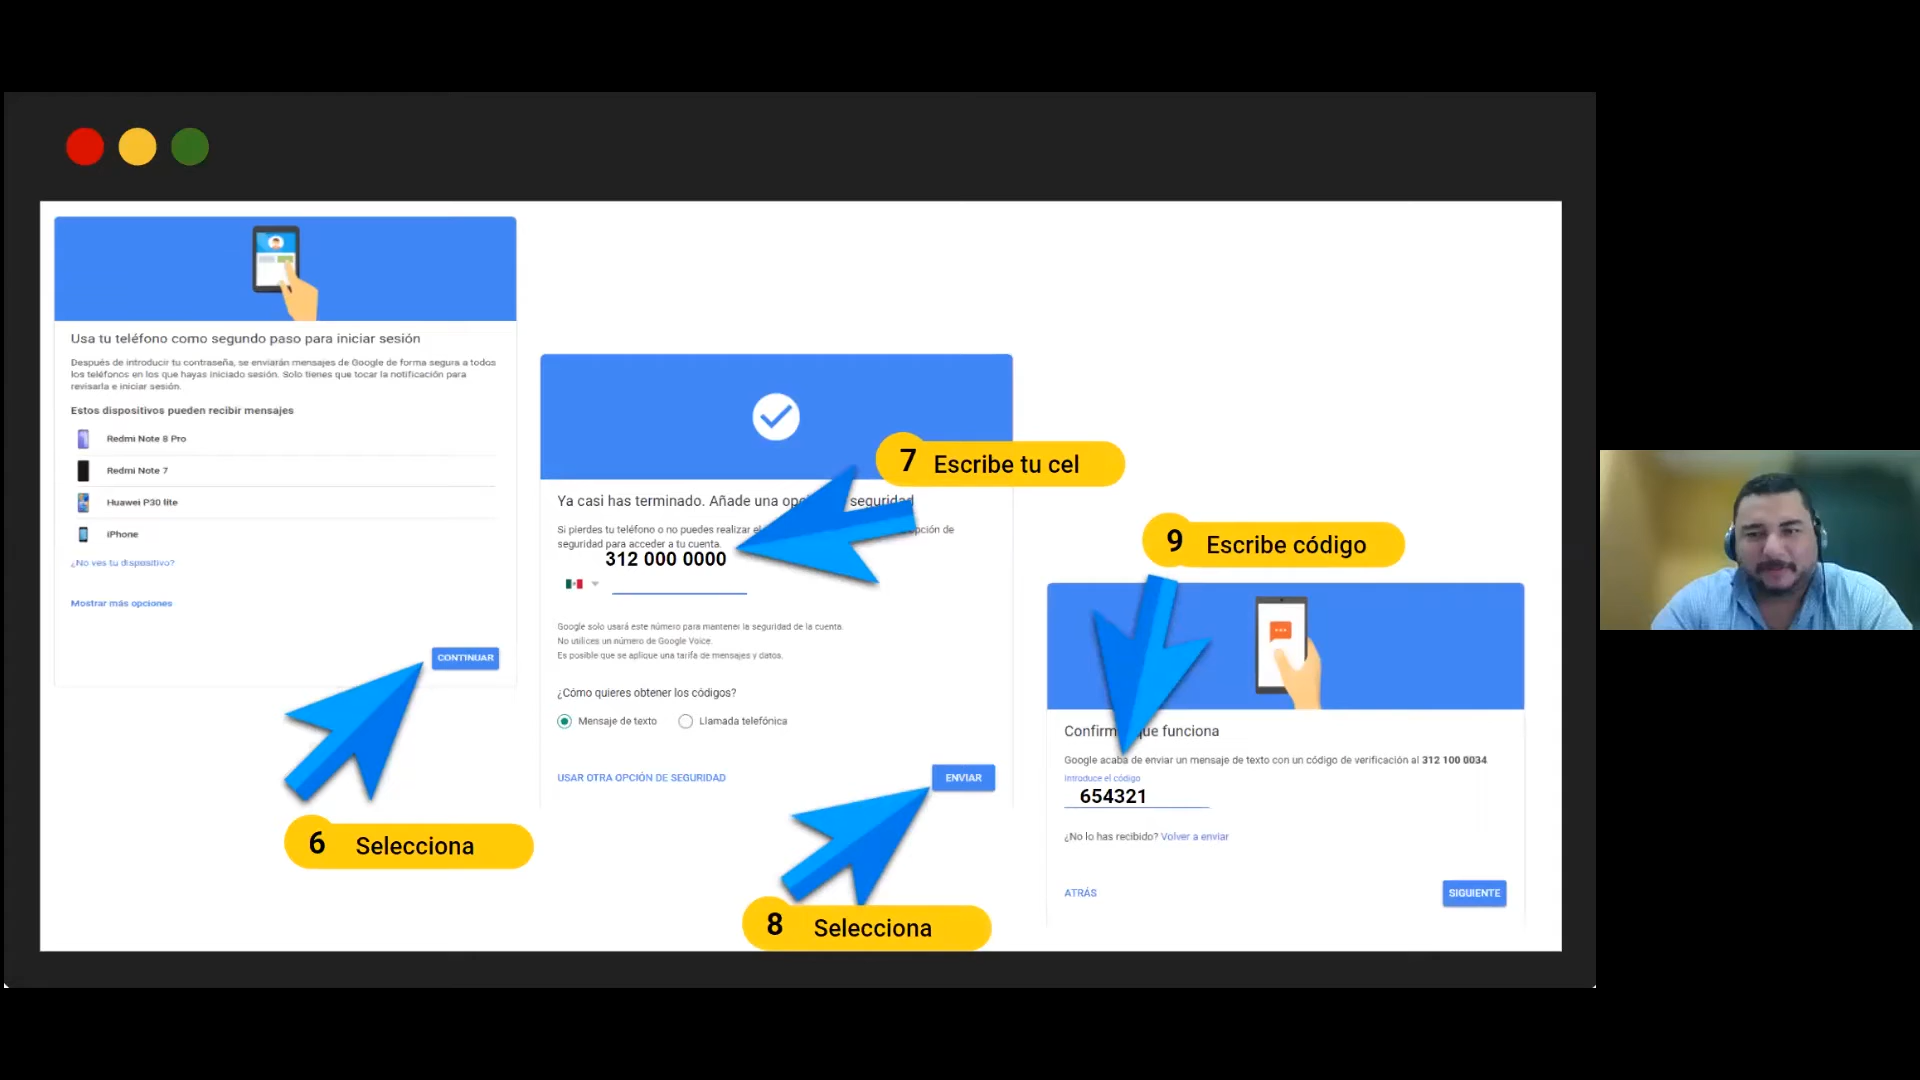 Usa tu teléfono como segundo paso para iniciar sesión
Después de introducir tu contraseña, se enviarán mensajes de Google de forma segura a todos
los teléfonos en los que hayas iniciado sesión. Solo tienes que tocar la notificación para
revisarla e iniciar sesión.
Estos dispositivos pueden recibir mensajes
Redmi Note 8 Pro
Redmi Note 7
Huawei P30 lite
iPhone
¿No ves tu dispositivo?
Mostrar más opciones
CONTINUAR
6 Selecciona
7 Escribe tu cel
Ya casi has terminado. Añade una seguridad
Si pierdes tu teléfono o no puedes realizar el de
seguridad para acceder a tu cuenta.
312 000 0000
Google solo usará este número para mantener la seguridad de la cuenta.
No utilices un número de Google Voice.
Es posible que se aplique una tarifa de mensajes y datos.
¿Cómo quieres obtener los códigos?
Mensaje de texto Llamada telefónica
USAR OTRA OPCIÓN DE SEGURIDAD ENVIAR
8 Selecciona
9 Escribe código
que funciona
Google acaba de enviar un mensaje de texto con un código de verificación al 312 100 0034
Introduce el código
654321
¿No lo has recibido? Volver a enviar
ATRÁS SIGUIENTE